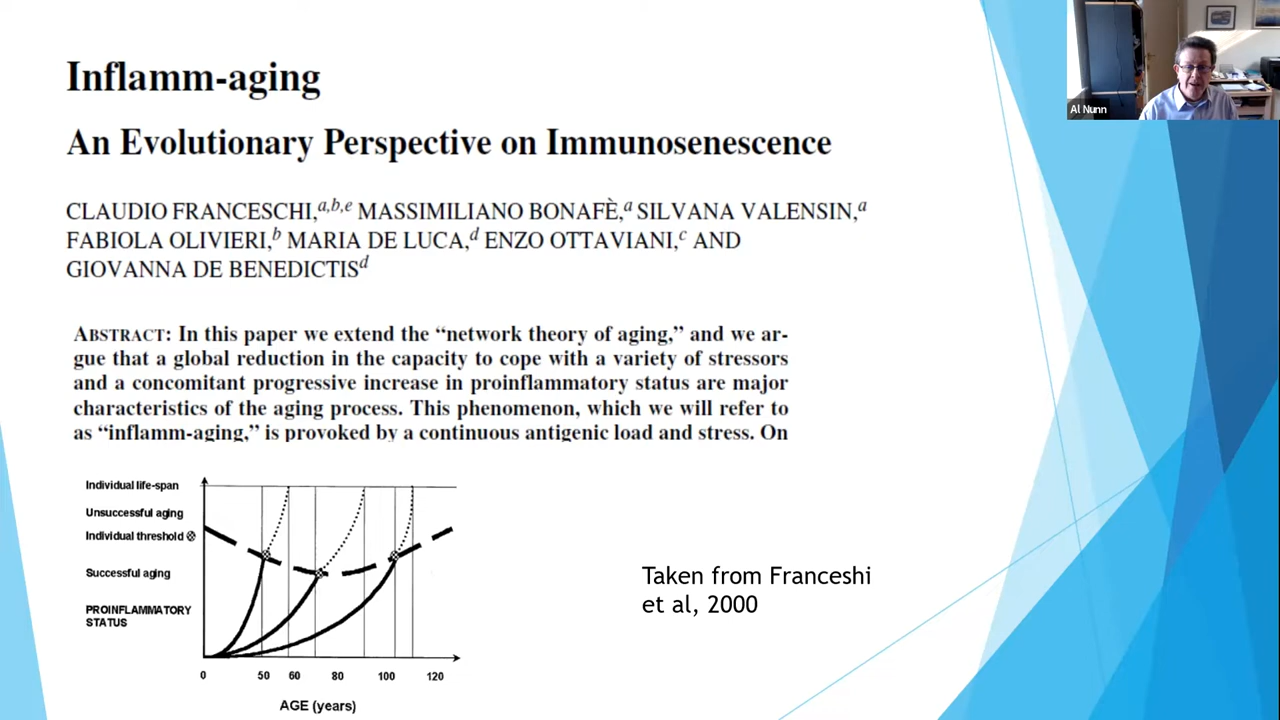 Inflamm-aging
An Evolutionary Perspective on Immunosenescence
CLAUDIO FRANCESCHI,a,b,e MASSIMILIANO BONAFÈ,a SILVANA VALENSIN,a
FABIOLA OLIVIERI,b MARIA DE LUCA,d ENZO OTTAVIANI,c AND
GIOVANNA DE BENEDICTISd
ABSTRACT: In this paper we extend the “network theory of aging,” and we ar-
gue that a global reduction in the capacity to cope with a variety of stressors
and a concomitant progressive increase in proinflammatory status are major
characteristics of the aging process. This phenomenon, which we will refer to
as “inflamm-aging,” is provoked by a continuous antigenic load and stress. On
Individual life-span
Unsuccessful aging
Individual threshold
Successful aging
PROINFLAMMATORY
STATUS
0 50 60 80 100 120
AGE (years)
Taken from Franceshi
et al, 2000
Al Nunn